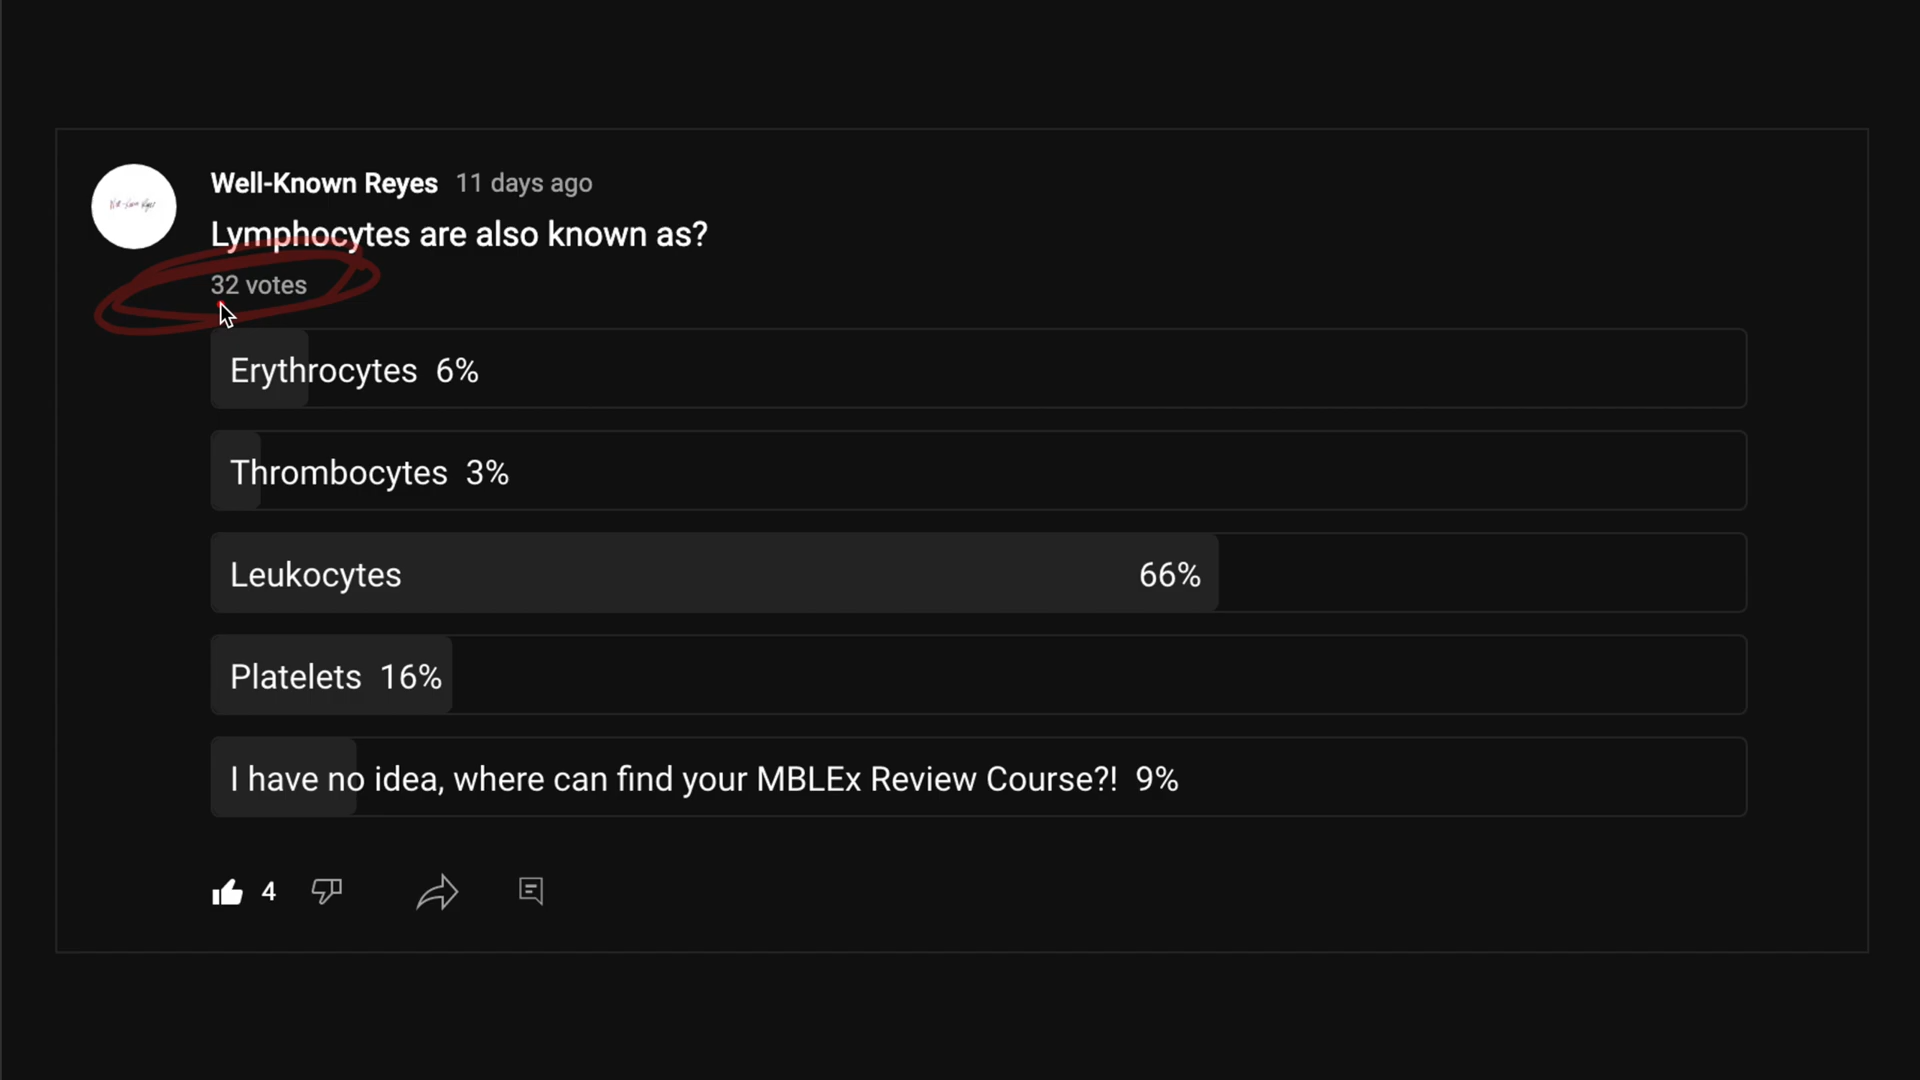 Well-Known Reyes 11 days ago
Lymphocytes are also known as?
32 votes
Erythrocytes 6%
Thrombocytes 3%
Leukocytes 66%
Platelets 16%
I have no idea, where can find your MBLEx Review Course?! 9%
4